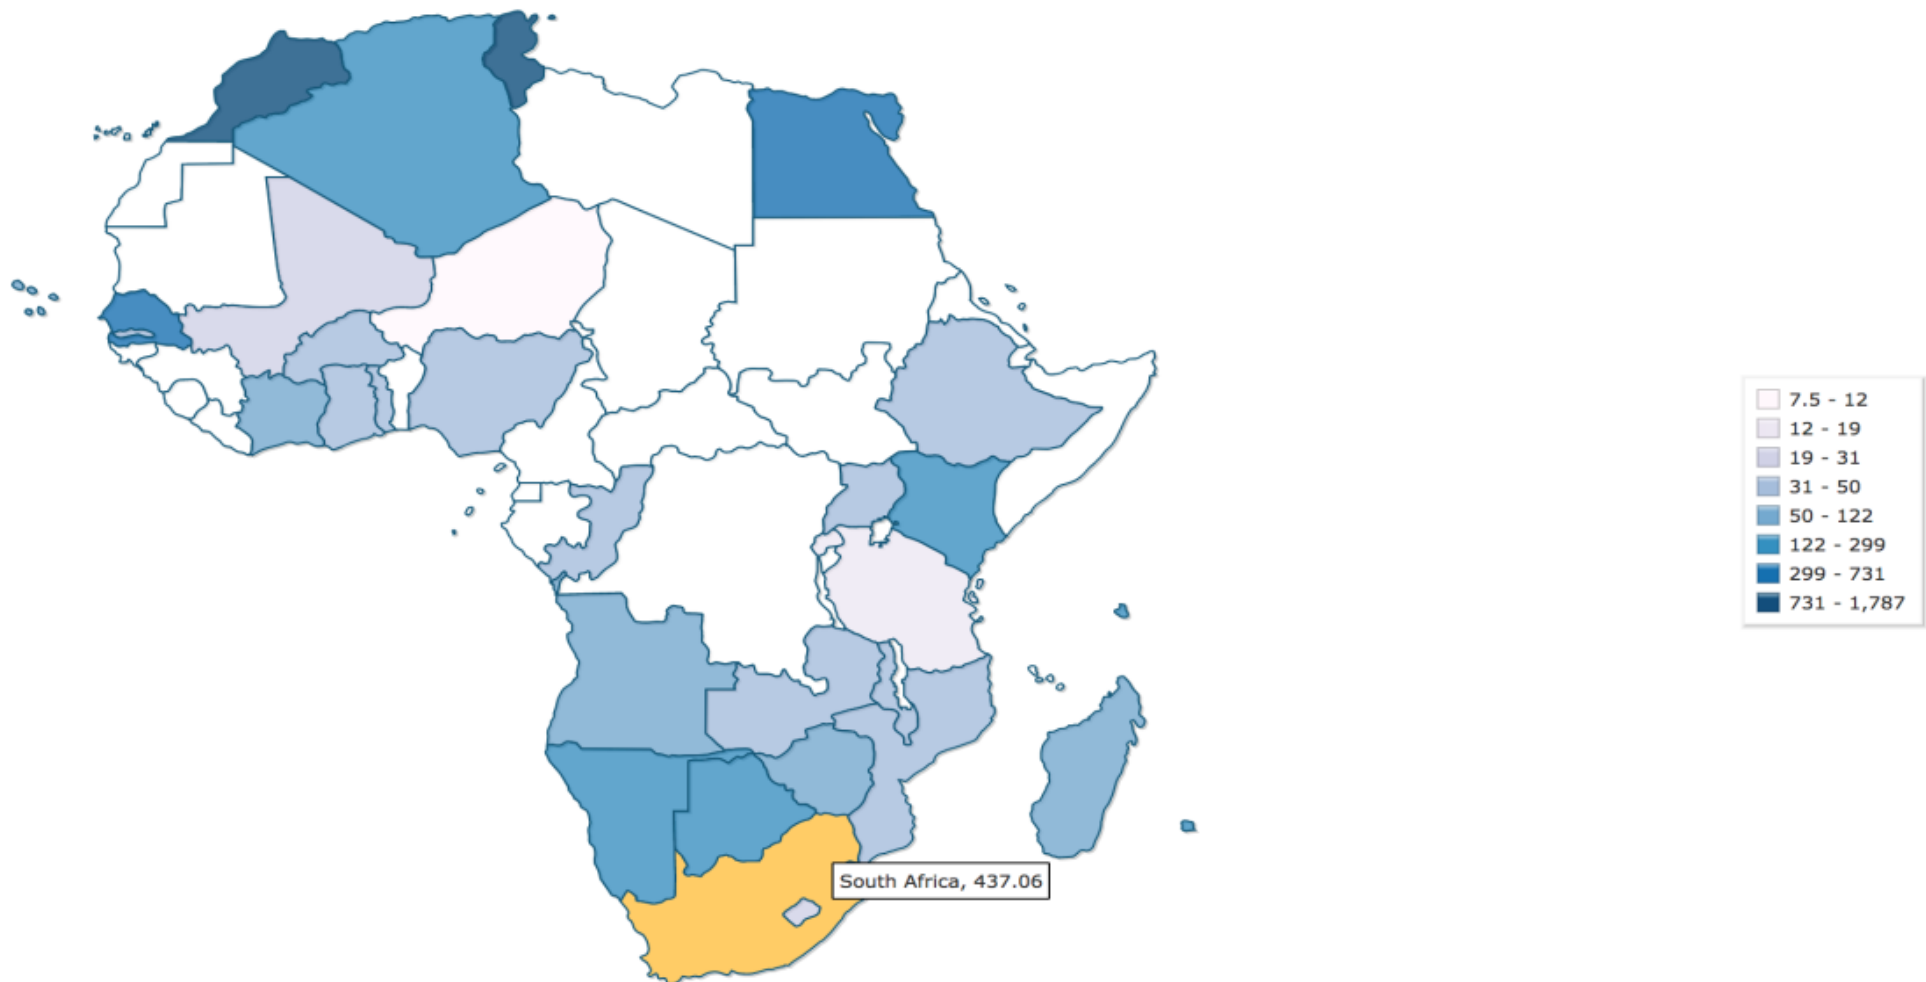 7.5 - 12
12 - 19
19 - 31
31 - 50
50 - 122
122 - 299
299 - 731
731 - 1,787
South Africa, 437.06